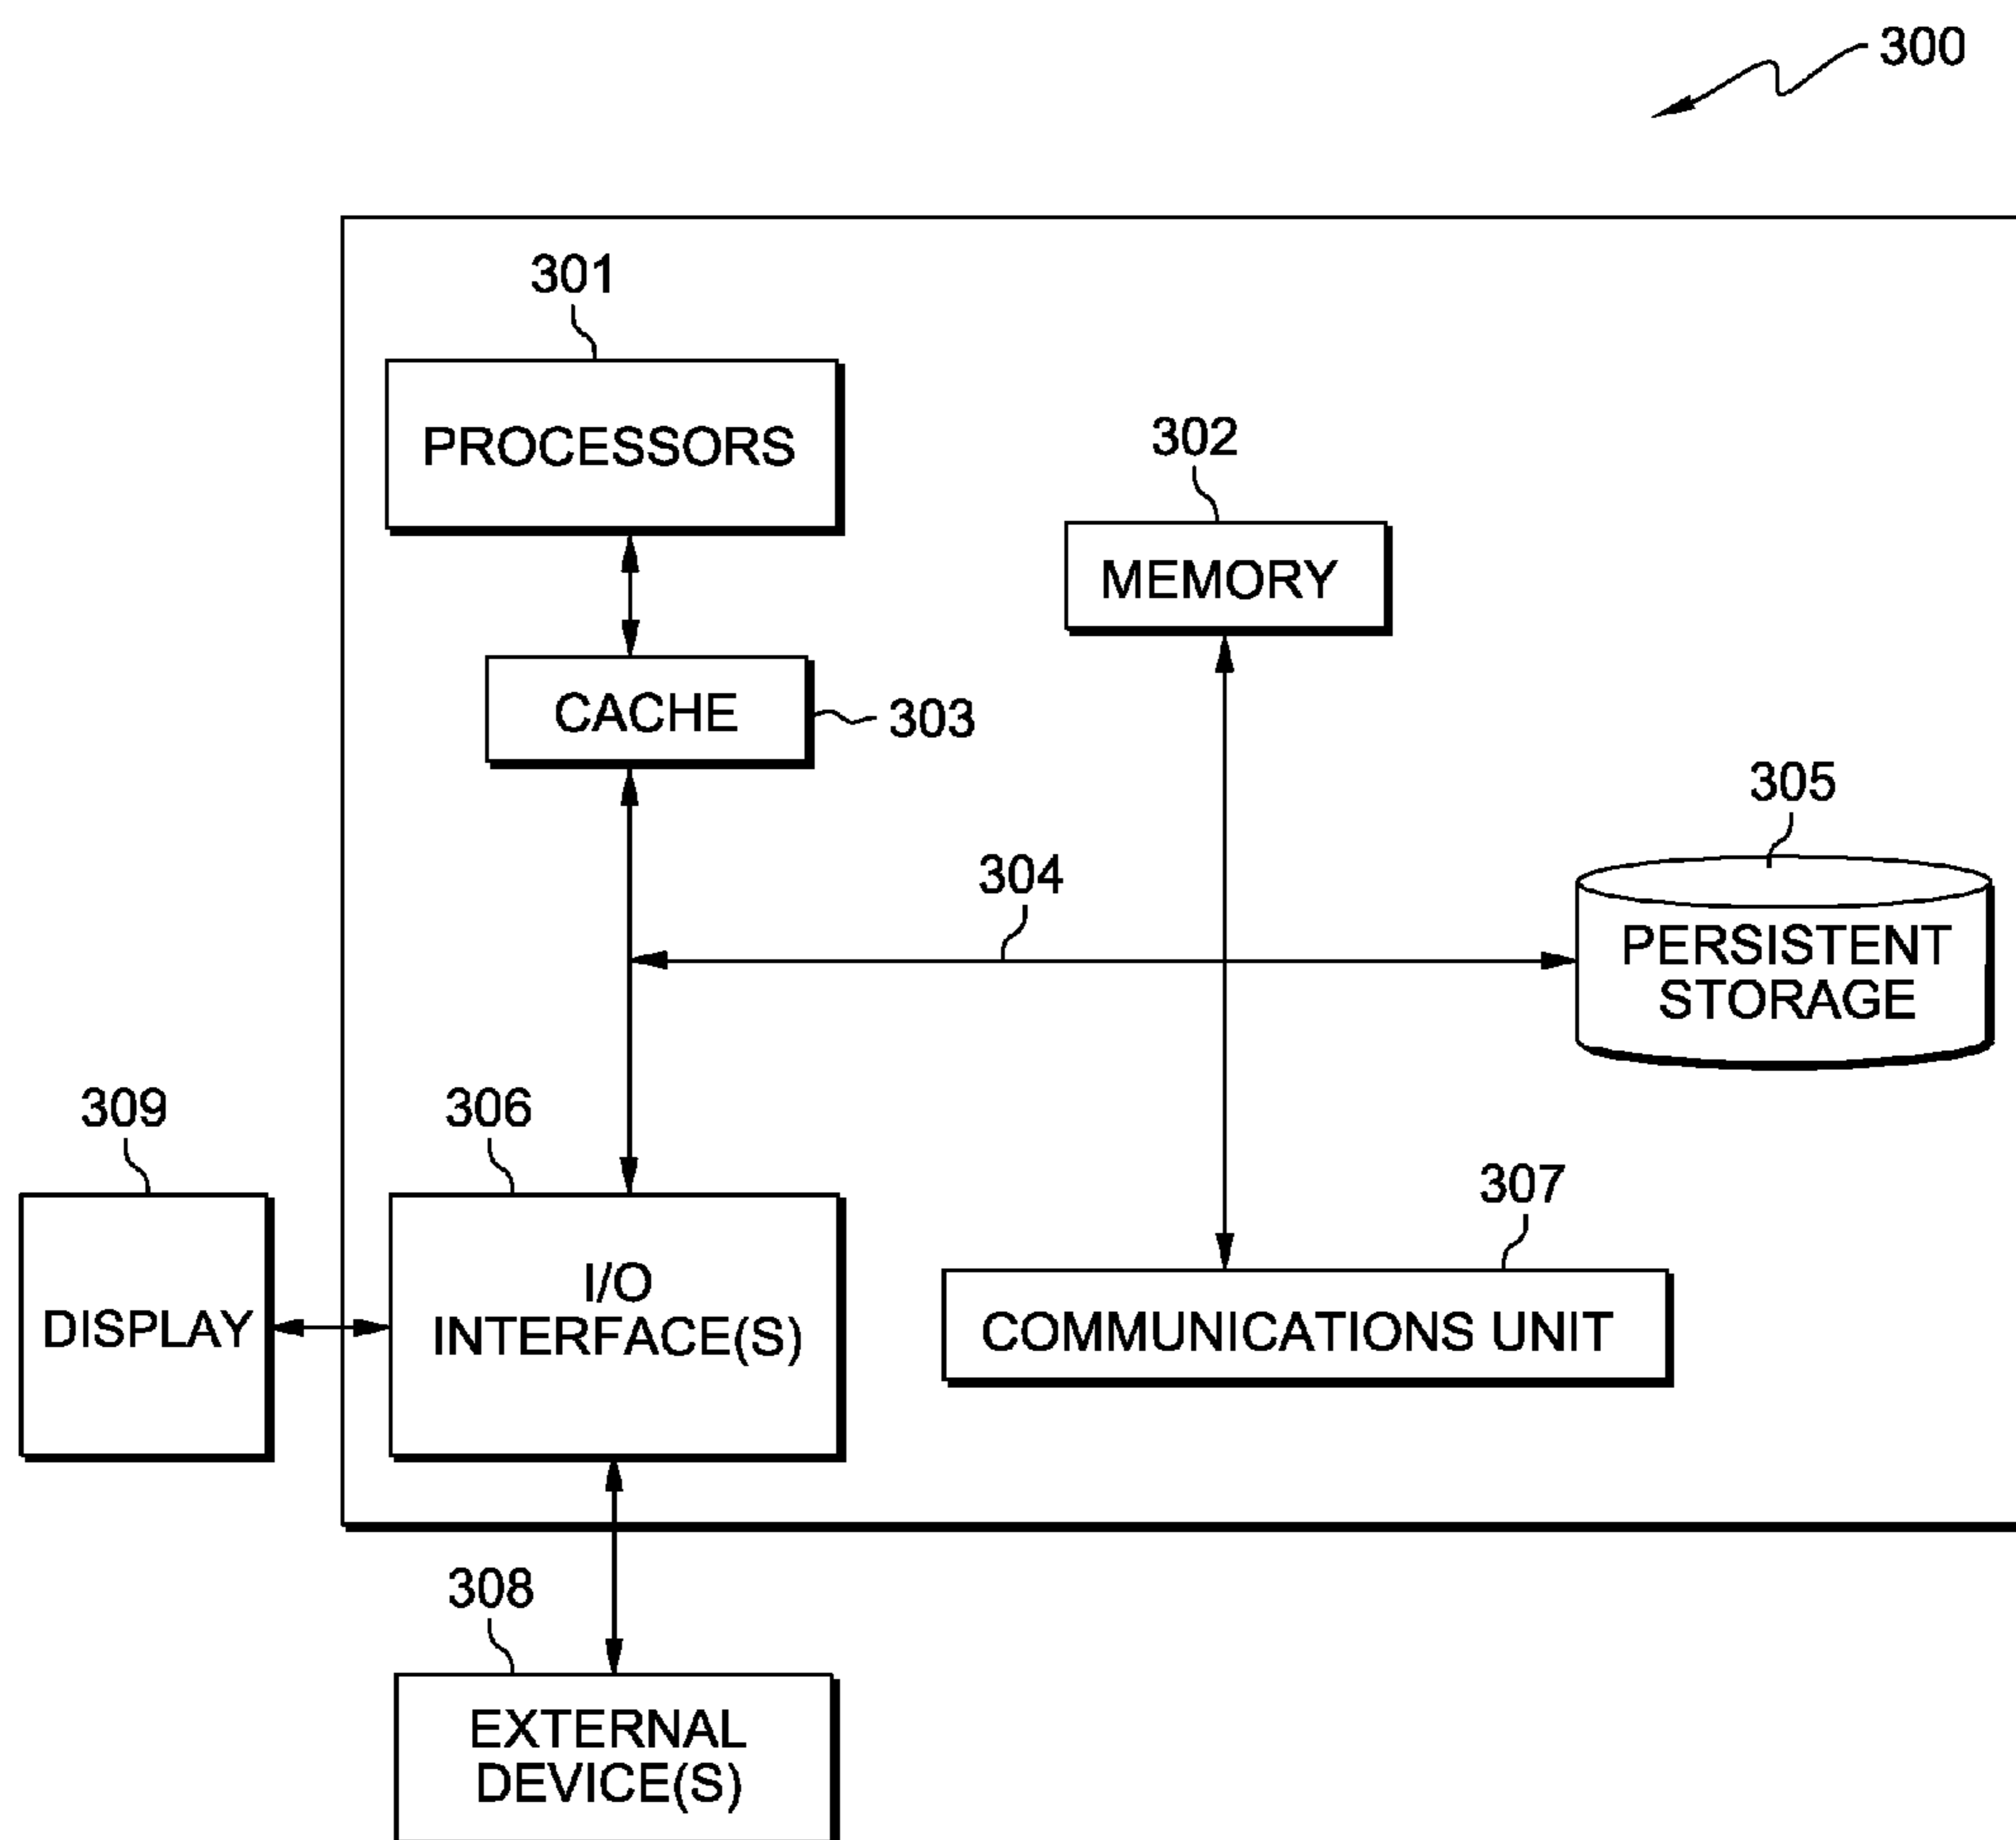 300
301
PROCESSORS
302
MEMORY
CACHE
303
305
304
PERSISTENT
STORAGE
309
306
307
DISPLAY
I/O
INTERFACE(S)
COMMUNICATIONS UNIT
308
EXTERNAL
DEVICE(S)